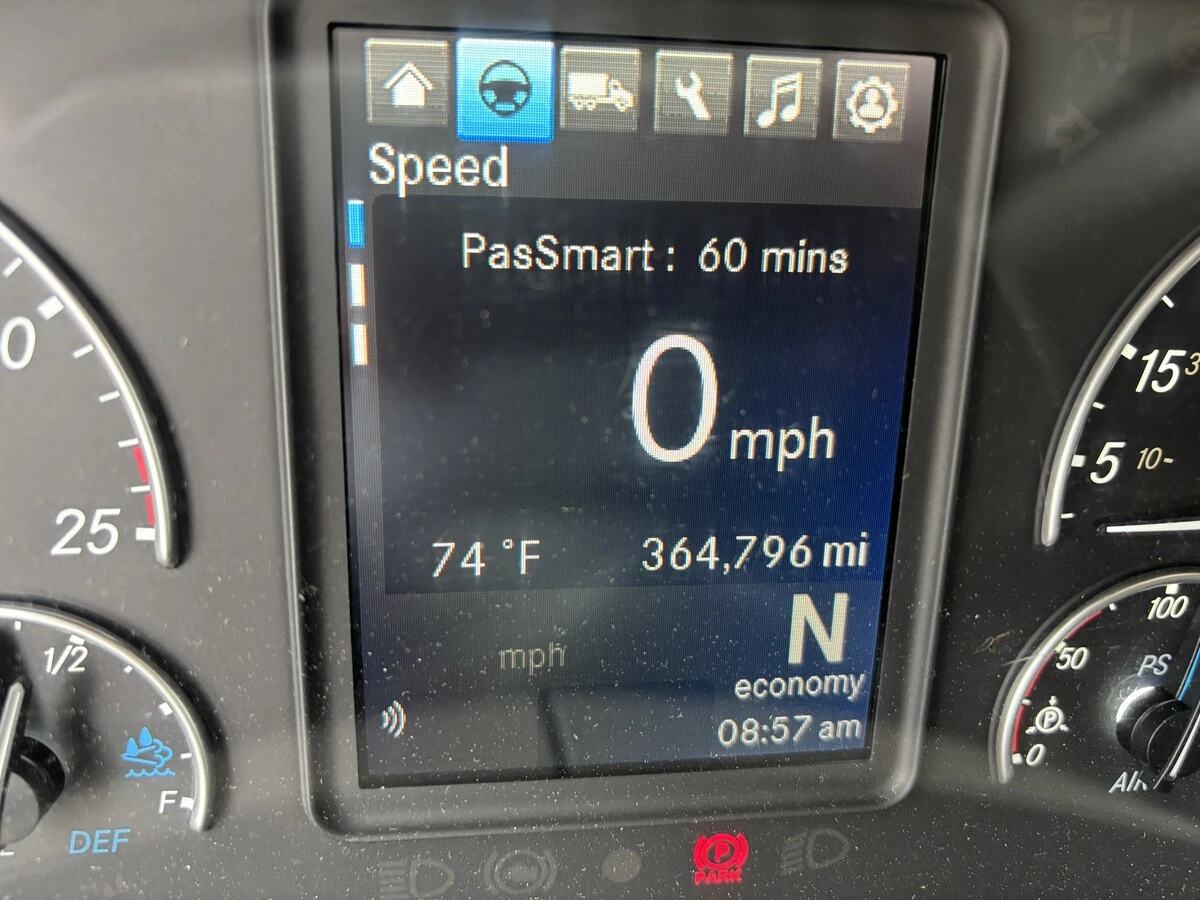 Speed
PasSmart: 60 mins
0 mph
74 °F 364,796 mi
N
mph
economy
08:57 am
0
25
1/2
F
DEF
15
5 10-
100
50
PS
P
0
AIR
P
PARK